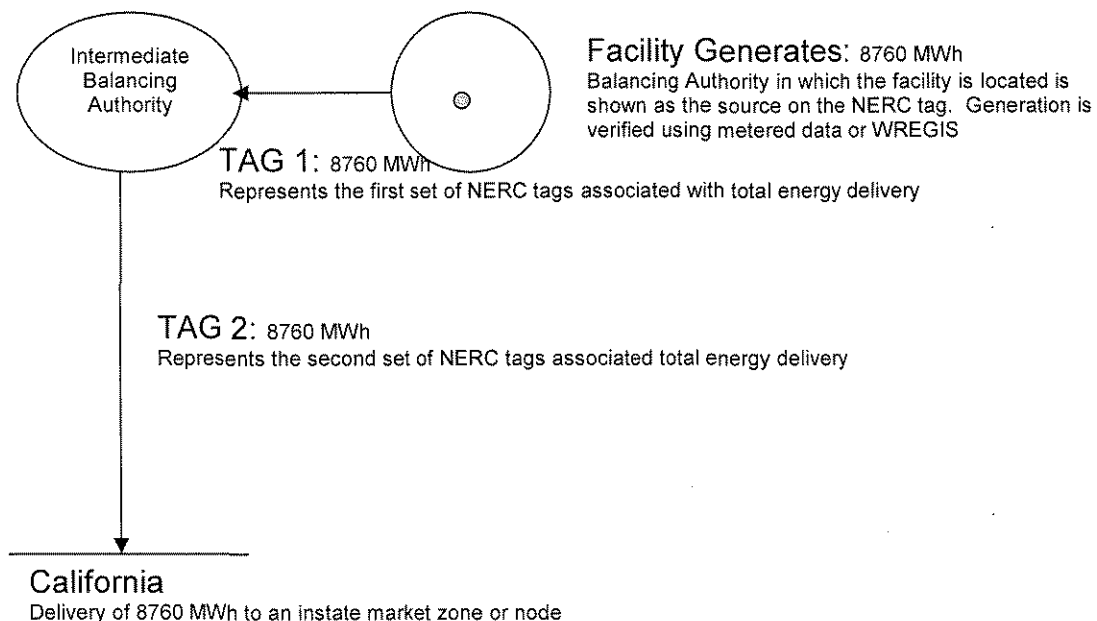 Intermediate
Balancing
Authority
Facility Generates: 8760 MWh
Balancing Authority in which the facility is located is
shown as the source on the NERC tag. Generation is
verified using metered data or WREGIS
TAG 1: 8760 MWh
Represents the first set of NERC tags associated with total energy delivery
TAG 2: 8760 MWh
Represents the second set of NERC tags associated total energy delivery
California
Delivery of 8760 MWh to an instate market zone or node